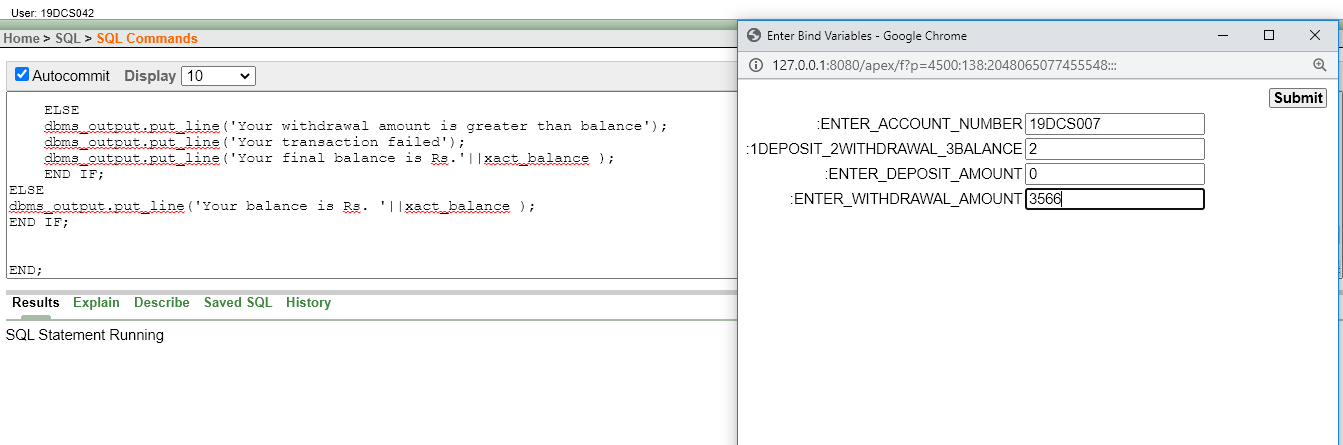 User: 19DCS042
Home > SQL > SQL Commands
Autocommit Display 10
ELSE
dbms_output.put_line('Your withdrawal amount is greater than balance');
dbms_output.put_line('Your transaction failed');
dbms_output.put_line('Your final balance is Rs.'||xact_balance );
END IF;
ELSE
dbms_output.put_line('Your balance is Rs. '||xact_balance );
END IF;
END;
Results Explain Describe Saved SQL History
SQL Statement Running
Enter Bind Variables - Google Chrome
127.0.0.1:8080/apex/f?p=4500:138:2048065077455548:::
Submit
:ENTER_ACCOUNT_NUMBER 19DCS007
:1DEPOSIT_2WITHDRAWAL_3BALANCE 2
:ENTER_DEPOSIT_AMOUNT 0
:ENTER_WITHDRAWAL_AMOUNT 3566